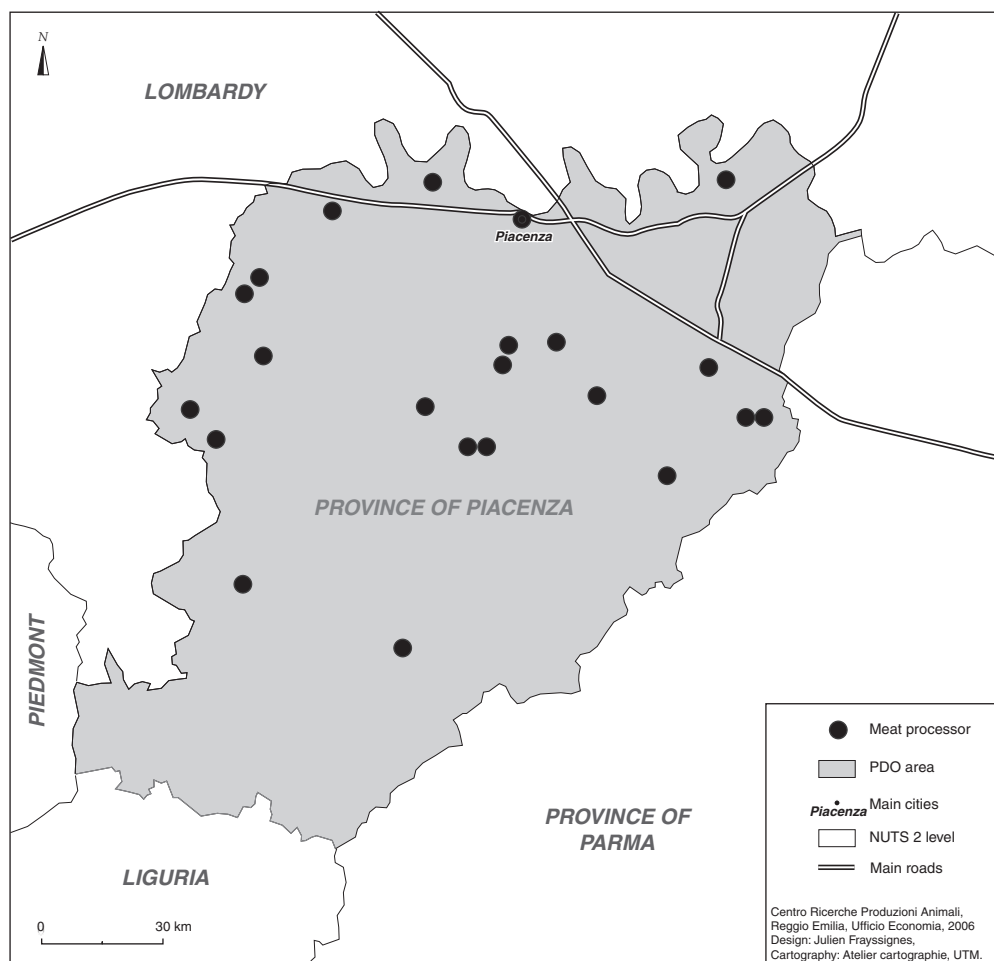 N
LOMBARDY
Piacenza
PROVINCE OF PIACENZA
PIEDMONT
PROVINCE OF
PARMA
LIGURIA
0 30 km
Meat processor
PDO area
Piacenza Main cities
NUTS 2 level
Main roads
Centro Ricerche Produzioni Animali,
Reggio Emilia, Ufficio Economia, 2006
Design: Julien Frayssignes,
Cartography: Atelier cartographie, UTM.